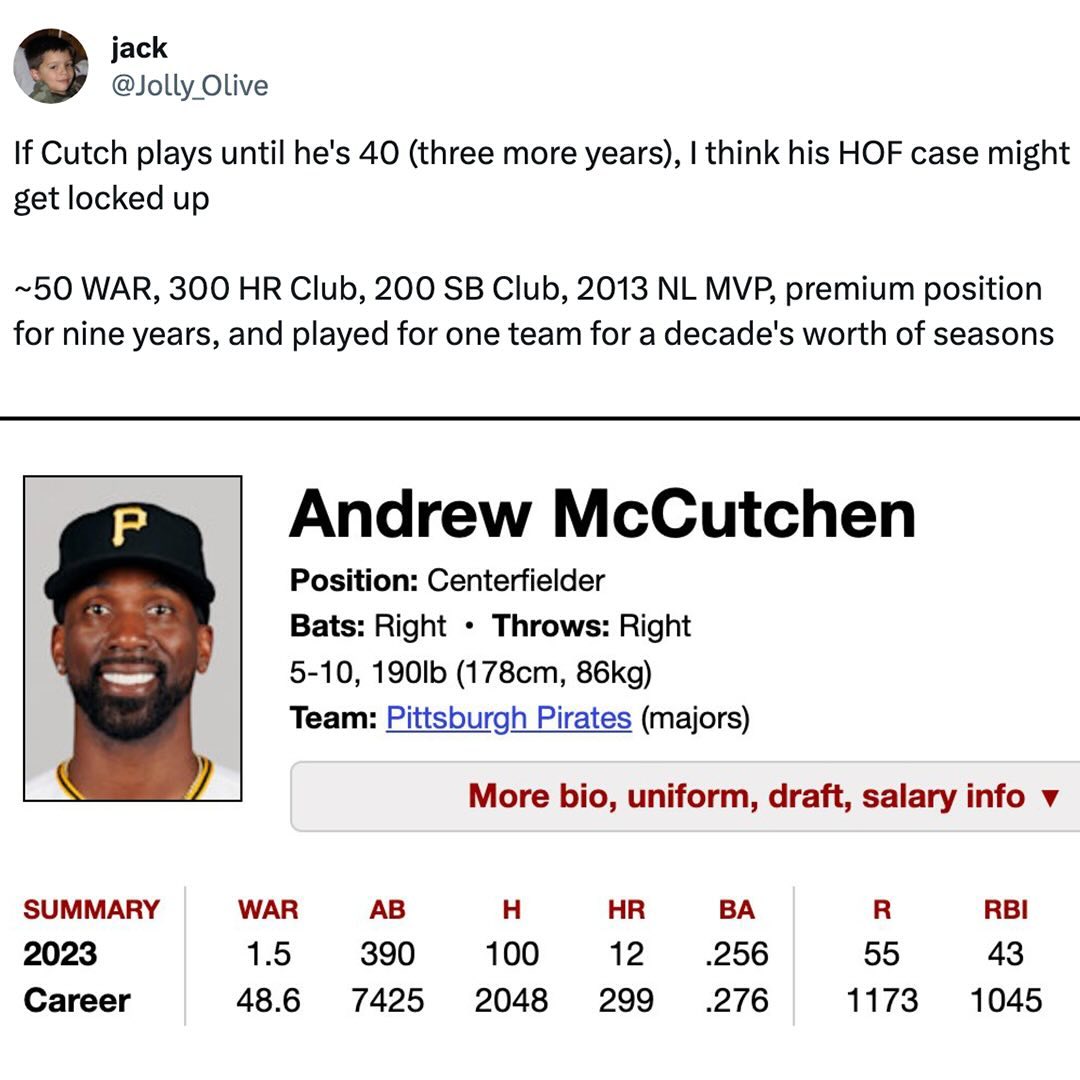 jack
@Jolly_Olive
If Cutch plays until he's 40 (three more years), I think his HOF case might
get locked up
~50 WAR, 300 HR Club, 200 SB Club, 2013 NL MVP, premium position
for nine years, and played for one team for a decade's worth of seasons
P
Andrew McCutchen
Position: Centerfielder
Bats: Right • Throws: Right
5-10, 190lb (178cm, 86kg)
Team: Pittsburgh Pirates (majors)
More bio, uniform, draft, salary info ▼
SUMMARY WAR AB H HR BA R RBI
2023 1.5 390 100 12 .256 55 43
Career 48.6 7425 2048 299 .276 1173 1045